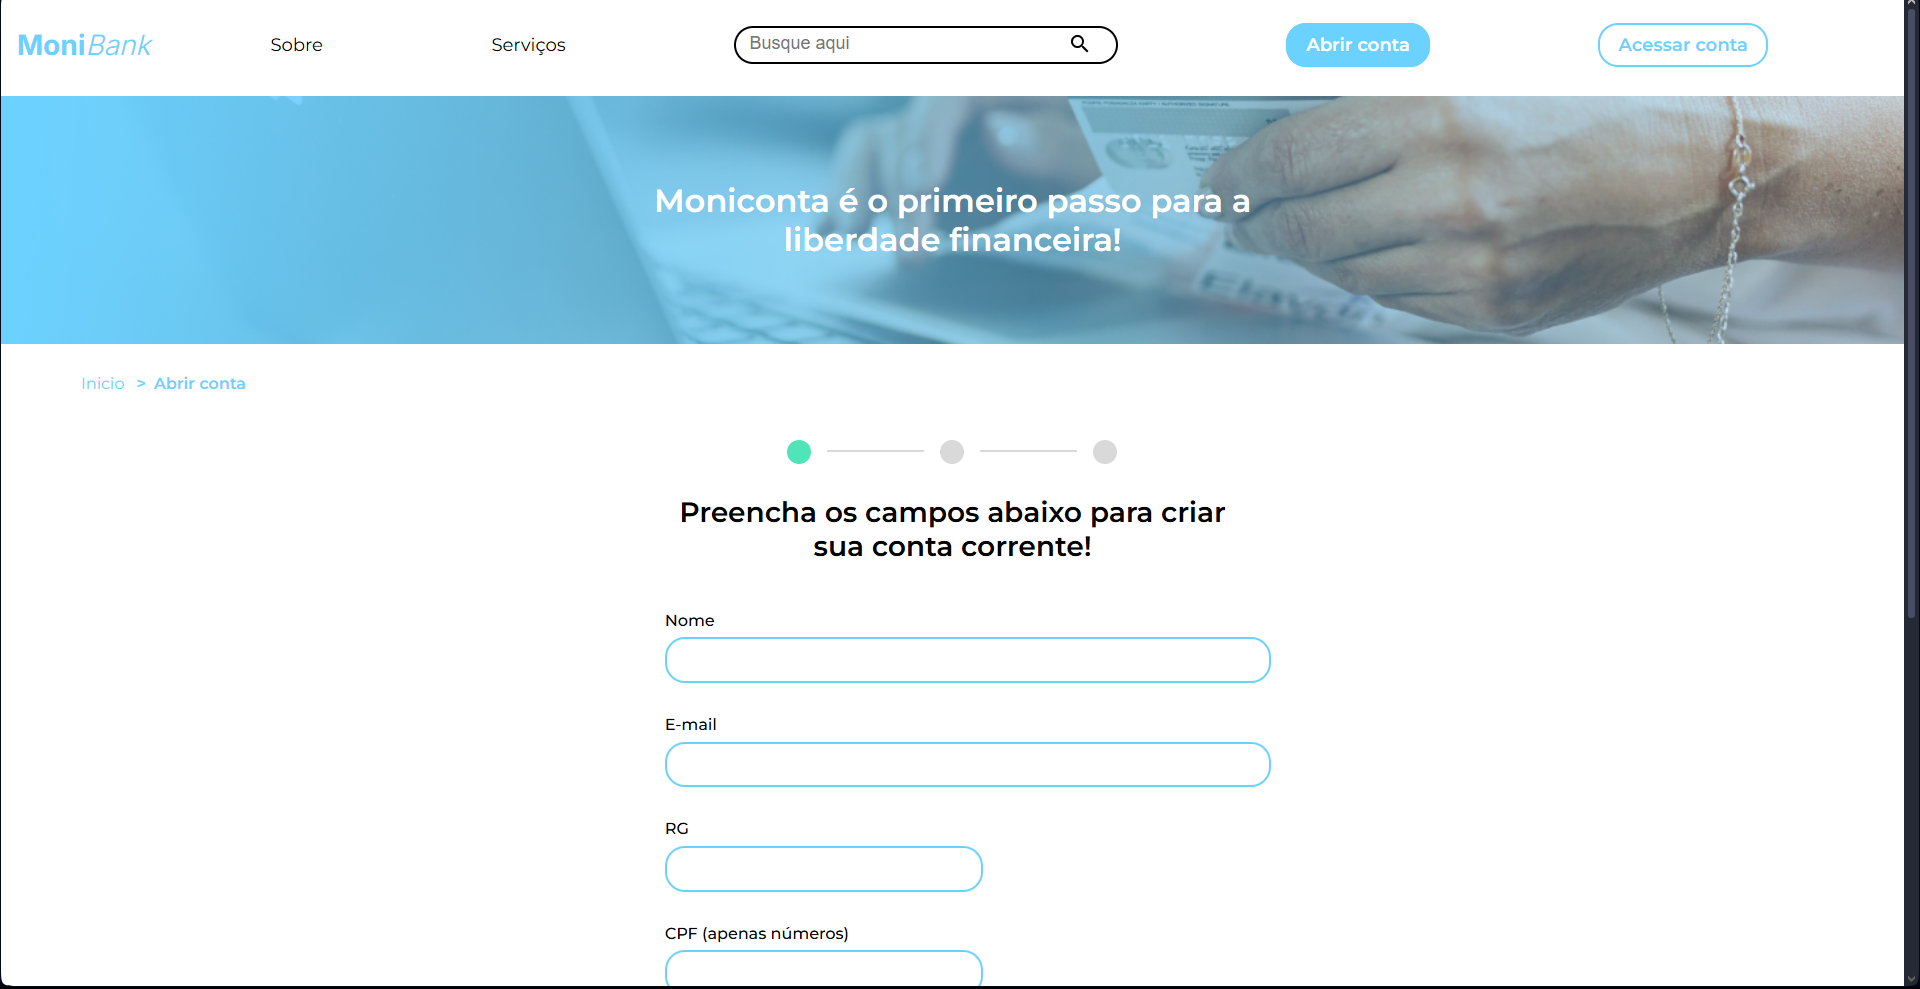 MoniBank
Sobre
Serviços
Busque aqui
Abrir conta
Acessar conta
Moniconta é o primeiro passo para a
liberdade financeira!
Inicio > Abrir conta
Preencha os campos abaixo para criar
sua conta corrente!
Nome
E-mail
RG
CPF (apenas números)